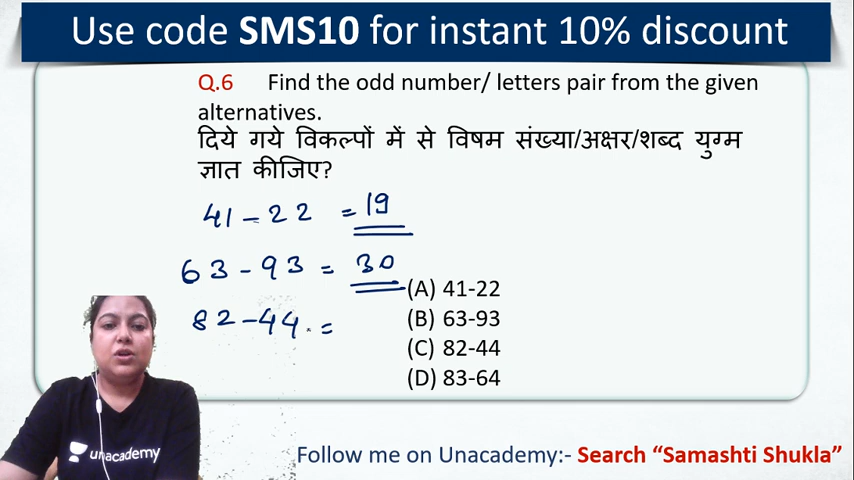 Use code SMS10 for instant 10% discount
Q.6 Find the odd number/ letters pair from the given
alternatives.
दिये गये विकल्पों में से विषम संख्या/अक्षर/शब्द युग्म
ज्ञात कीजिए?
41-22 = 19
63-93 = 30
82-44 =
(A) 41-22
(B) 63-93
(C) 82-44
(D) 83-64
unacademy
Follow me on Unacademy:- Search “Samashti Shukla”